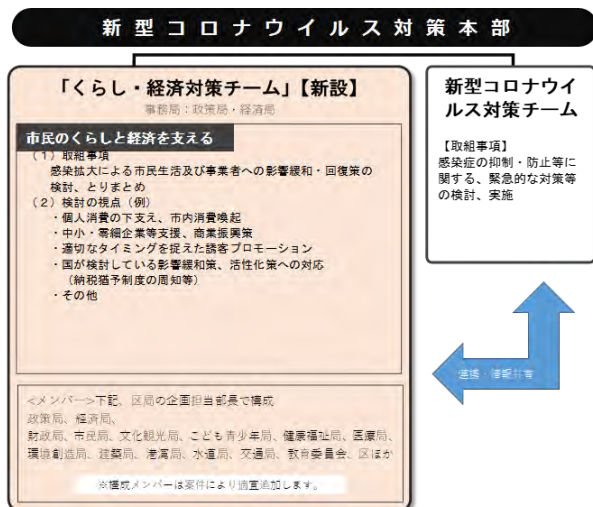 新型コロナウイルス対策本部
「くらし・経済対策チーム」【新設】
事務局：政策局・経済局
市民のくらしと経済を支える
（１）取組事項
感染拡大による市民生活及び事業者への影響緩和・回復策の
検討、とりまとめ
（２）検討の視点（例）
・個人消費の下支え、市内消費喚起
・中小・零細企業等支援、商業振興策
・適切なタイミングを捉えた誘客プロモーション
・国が検討している影響緩和策、活性化策への対応
（納税猶予制度の周知等）
・その他
<メンバー>下記、区局の企画担当部長で構成
政策局、経済局、
財政局、市民局、文化観光局、こども青少年局、健康福祉局、医療局、
環境創造局、建築局、港湾局、水道局、交通局、教育委員会、区ほか
※構成メンバーは案件により適宜追加します。
新型コロナウイ
ルス対策チーム
【取組事項】
感染症の抑制・防止等に
関する、緊急的な対策等
の検討、実施
連携・情報共有